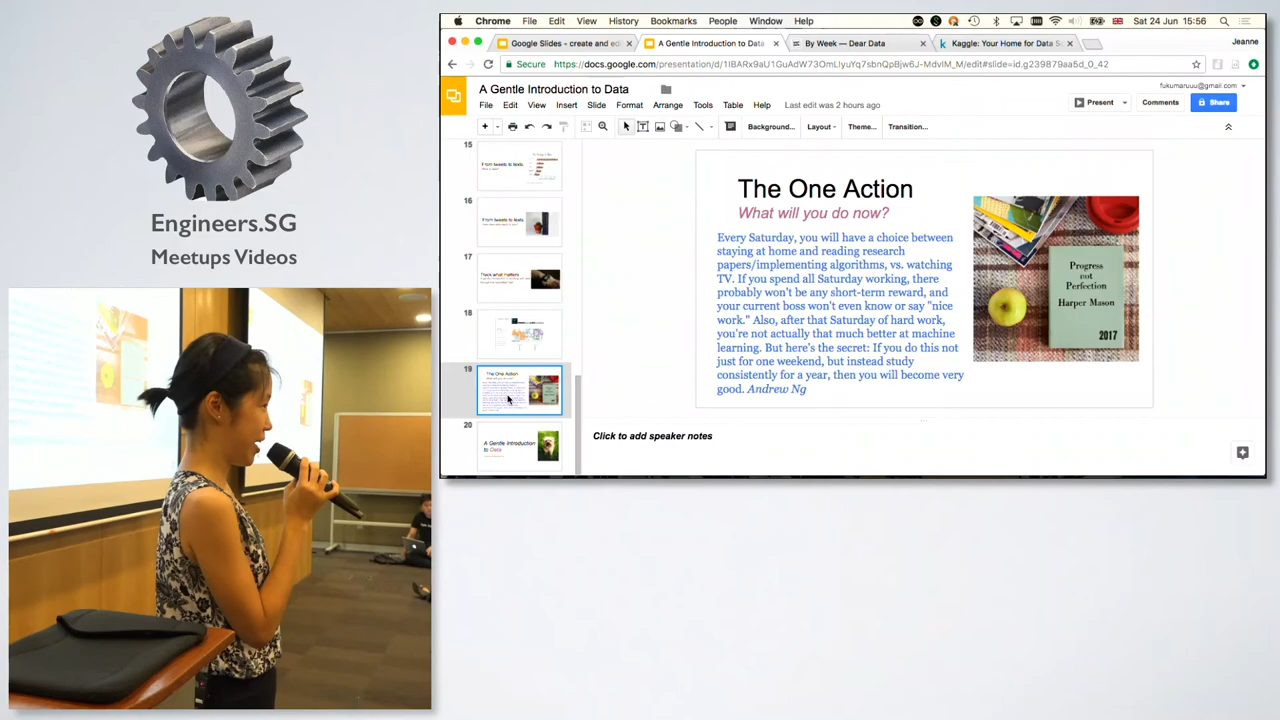 Engineers.SG
Meetups Videos
Chrome File Edit View History Bookmarks People Window Help
Sat 24 Jun 15:56
Google Slides - create and edi
A Gentle Introduction to Data
By Week — Dear Data
Kaggle: Your Home for Data S
Jeanne
Secure
https://docs.google.com/presentation/d/1IBARx9aU1GuAdW73OmLIyuYq7sbnQpBjw6J-MdvlM_M/edit#slide=id.g239879aa5d_0_42
A Gentle Introduction to Data
fukumaruuu@gmail.com
File Edit View Insert Slide Format Arrange Tools Table Help
Last edit was 2 hours ago
Present
Comments
Share
Background...
Layout
Theme...
Transition...
15
From tweets to texts
16
From tweets to texts
17
Track what matters
18
19
The One Action
What will you do now?
20
A Gentle Introduction
to Data
The One Action
What will you do now?
Every Saturday, you will have a choice between
staying at home and reading research
papers/implementing algorithms, vs. watching
TV. If you spend all Saturday working, there
probably won't be any short-term reward, and
your current boss won't even know or say "nice
work." Also, after that Saturday of hard work,
you're not actually that much better at machine
learning. But here's the secret: If you do this not
just for one weekend, but instead study
consistently for a year, then you will become very
good. Andrew Ng
Progress
not
Perfection
Harper Mason
2017
Click to add speaker notes